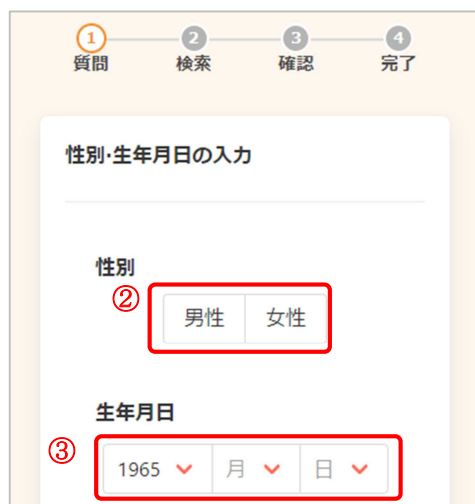 1 2 3 4
質問 検索 確認 完了
性別・生年月日の入力
性別
②
男性 女性
生年月日
③
1965 月 日